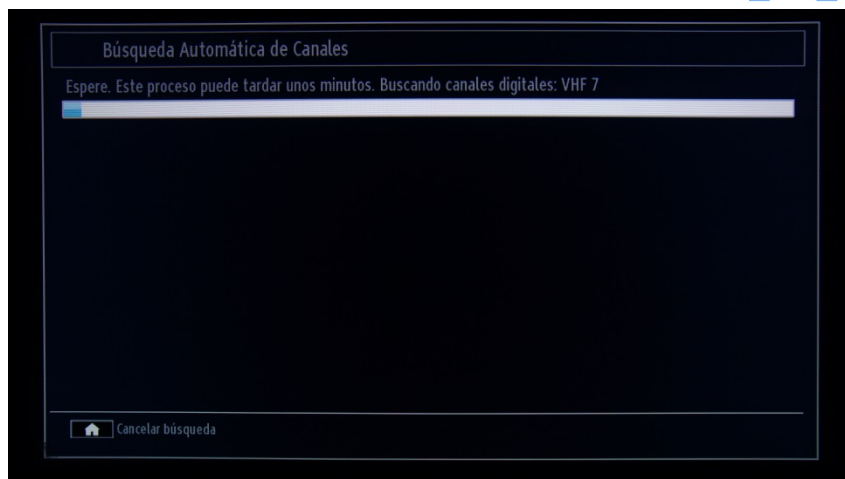 Búsqueda Automática de Canales
Espere. Este proceso puede tardar unos minutos. Buscando canales digitales: VHF 7
Cancelar búsqueda